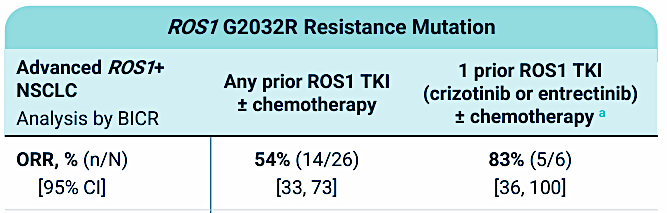 ROS1 G2032R Resistance Mutation
Advanced ROS1+
NSCLC
Analysis by BICR
Any prior ROS1 TKI
± chemotherapy
1 prior ROS1 TKI
(crizotinib or entrectinib)
± chemotherapy a
ORR, % (n/N)
[95% CI]
54% (14/26)
[33, 73]
83% (5/6)
[36, 100]